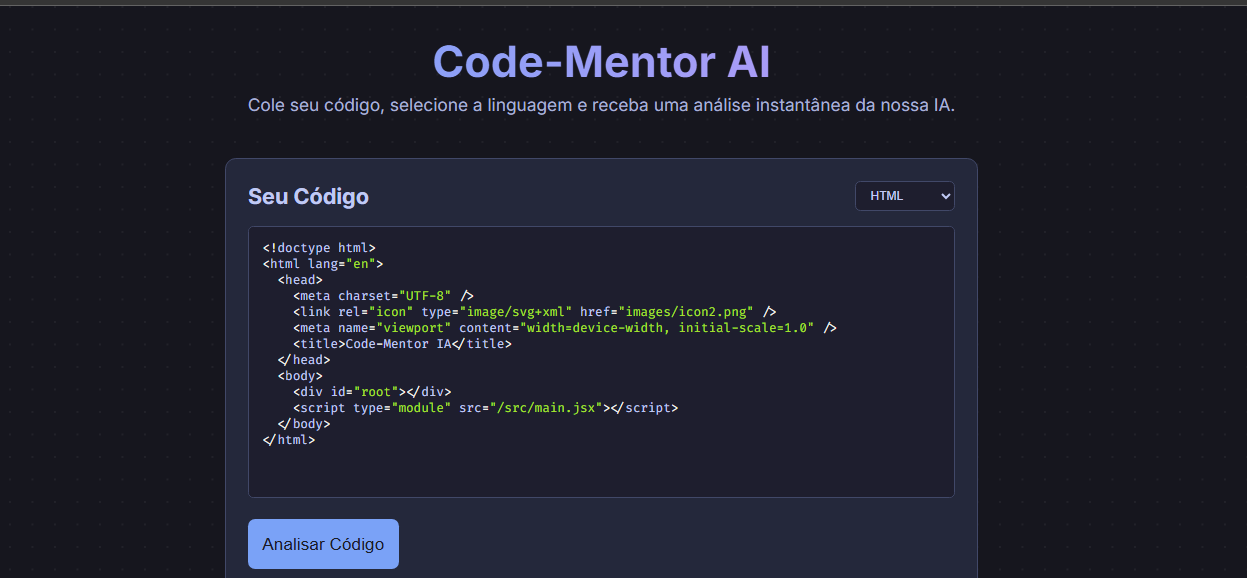 Code-Mentor AI
Cole seu código, selecione a linguagem e receba uma análise instantânea da nossa IA.
Seu Código
HTML
<!doctype html>
<html lang="en">
  <head>
    <meta charset="UTF-8" />
    <link rel="icon" type="image/svg+xml" href="images/icon2.png" />
    <meta name="viewport" content="width=device-width, initial-scale=1.0" />
    <title>Code-Mentor IA</title>
  </head>
  <body>
    <div id="root"></div>
    <script type="module" src="/src/main.jsx"></script>
  </body>
</html>
Analisar Código